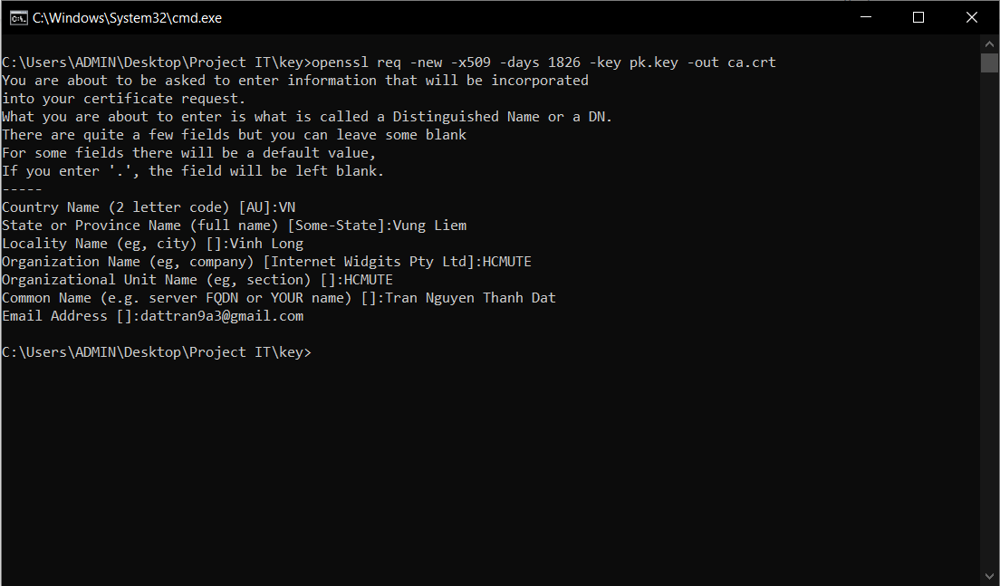 C:\Windows\System32\cmd.exe
C:\Users\ADMIN\Desktop\Project IT\key>openssl req -new -x509 -days 1826 -key pk.key -out ca.crt
You are about to be asked to enter information that will be incorporated
into your certificate request.
What you are about to enter is what is called a Distinguished Name or a DN.
There are quite a few fields but you can leave some blank
For some fields there will be a default value,
If you enter '.', the field will be left blank.
-----
Country Name (2 letter code) [AU]:VN
State or Province Name (full name) [Some-State]:Vung Liem
Locality Name (eg, city) []:Vinh Long
Organization Name (eg, company) [Internet Widgits Pty Ltd]:HCMUTE
Organizational Unit Name (eg, section) []:HCMUTE
Common Name (e.g. server FQDN or YOUR name) []:Tran Nguyen Thanh Dat
Email Address []:dattran9a3@gmail.com
C:\Users\ADMIN\Desktop\Project IT\key>